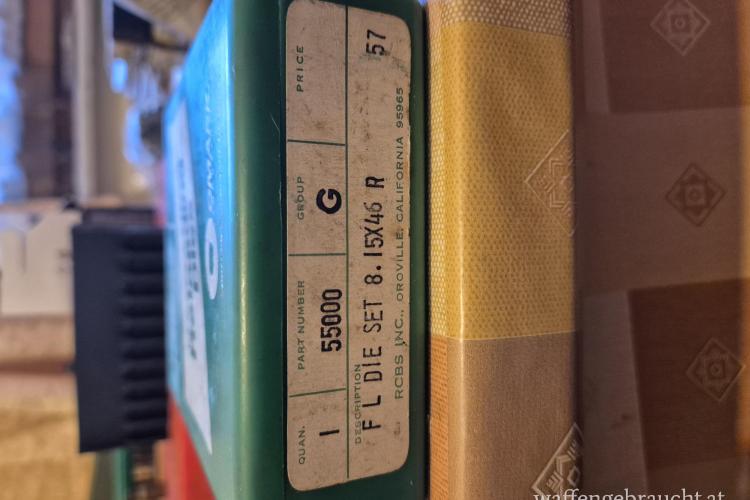 QUAN. PART NUMBER GROUP PRICE
1 55000 G
DESCRIPTION
F L DIE SET 8.15X46 R 57
RCBS INC., OROVILLE, CALIFORNIA 95965
waffengebraucht.at